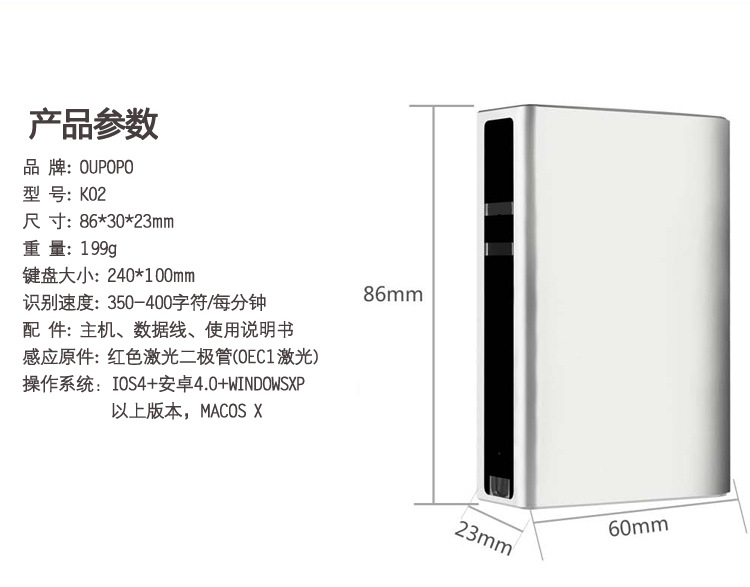 产品参数
品 牌: OUPOPO
型 号: K02
尺 寸: 86*30*23mm
重 量: 199g
键盘大小: 240*100mm
识别速度: 350-400字符/每分钟
配 件: 主机、数据线、使用说明书
感应原件: 红色激光二极管(OEC1激光)
操作系统: IOS4+安卓4.0+WINDOWSXP
以上版本, MACOS X
86mm
23mm
60mm